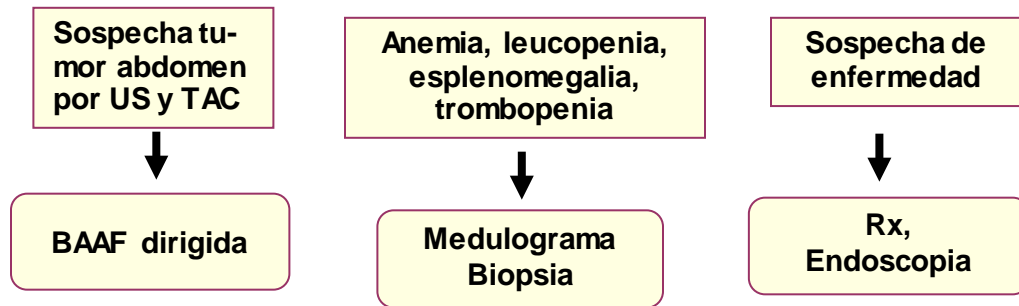 Sospecha tu-
mor abdomen
por US y TAC
BAAF dirigida
Anemia, leucopenia,
esplenomegalia,
trombopenia
Medulograma
Biopsia
Sospecha de
enfermedad
Rx,
Endoscopia